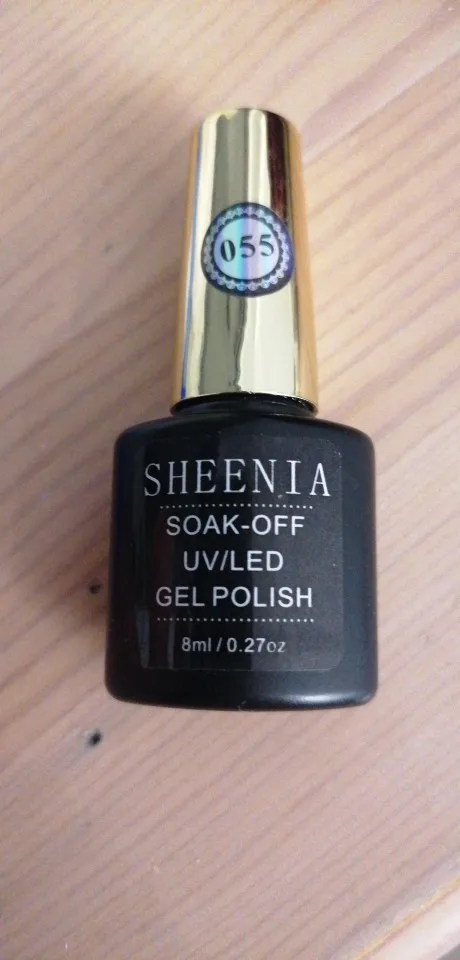 055
SHEENIA
SOAK-OFF
UV/LED
GEL POLISH
8ml / 0.27oz